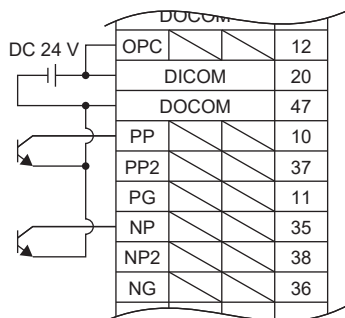 DOCOM
DC 24 V
OPC 12
DICOM 20
DOCOM 47
PP 10
PP2 37
PG 11
NP 35
NP2 38
NG 36